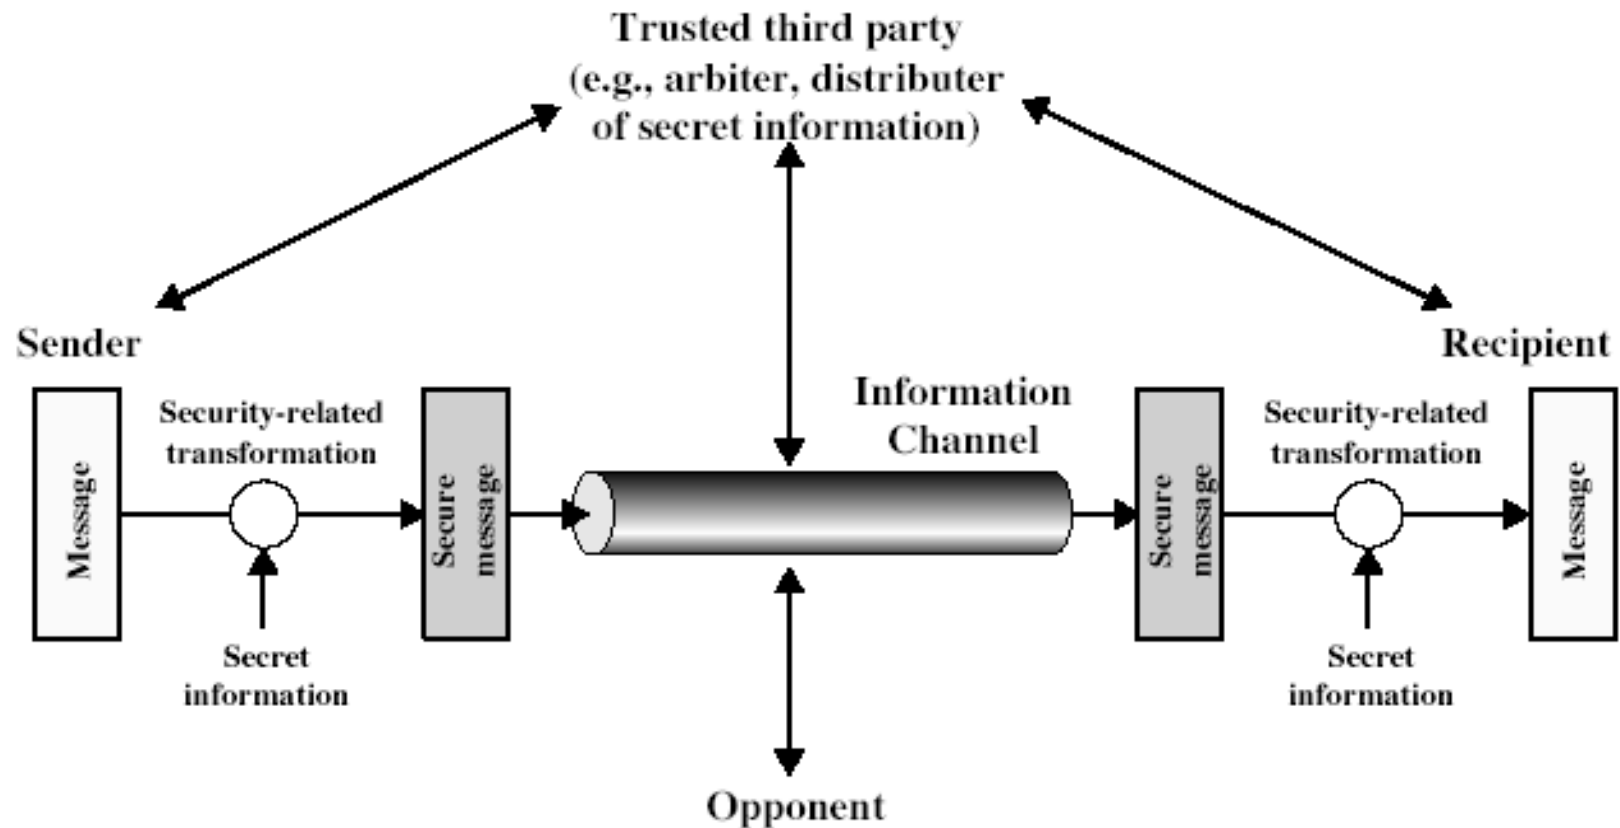 Trusted third party
(e.g., arbiter, distributer
of secret information)
Sender
Recipient
Information
Channel
Security-related
transformation
Security-related
transformation
Message
Secure
message
Secure
message
Message
Secret
information
Secret
information
Opponent